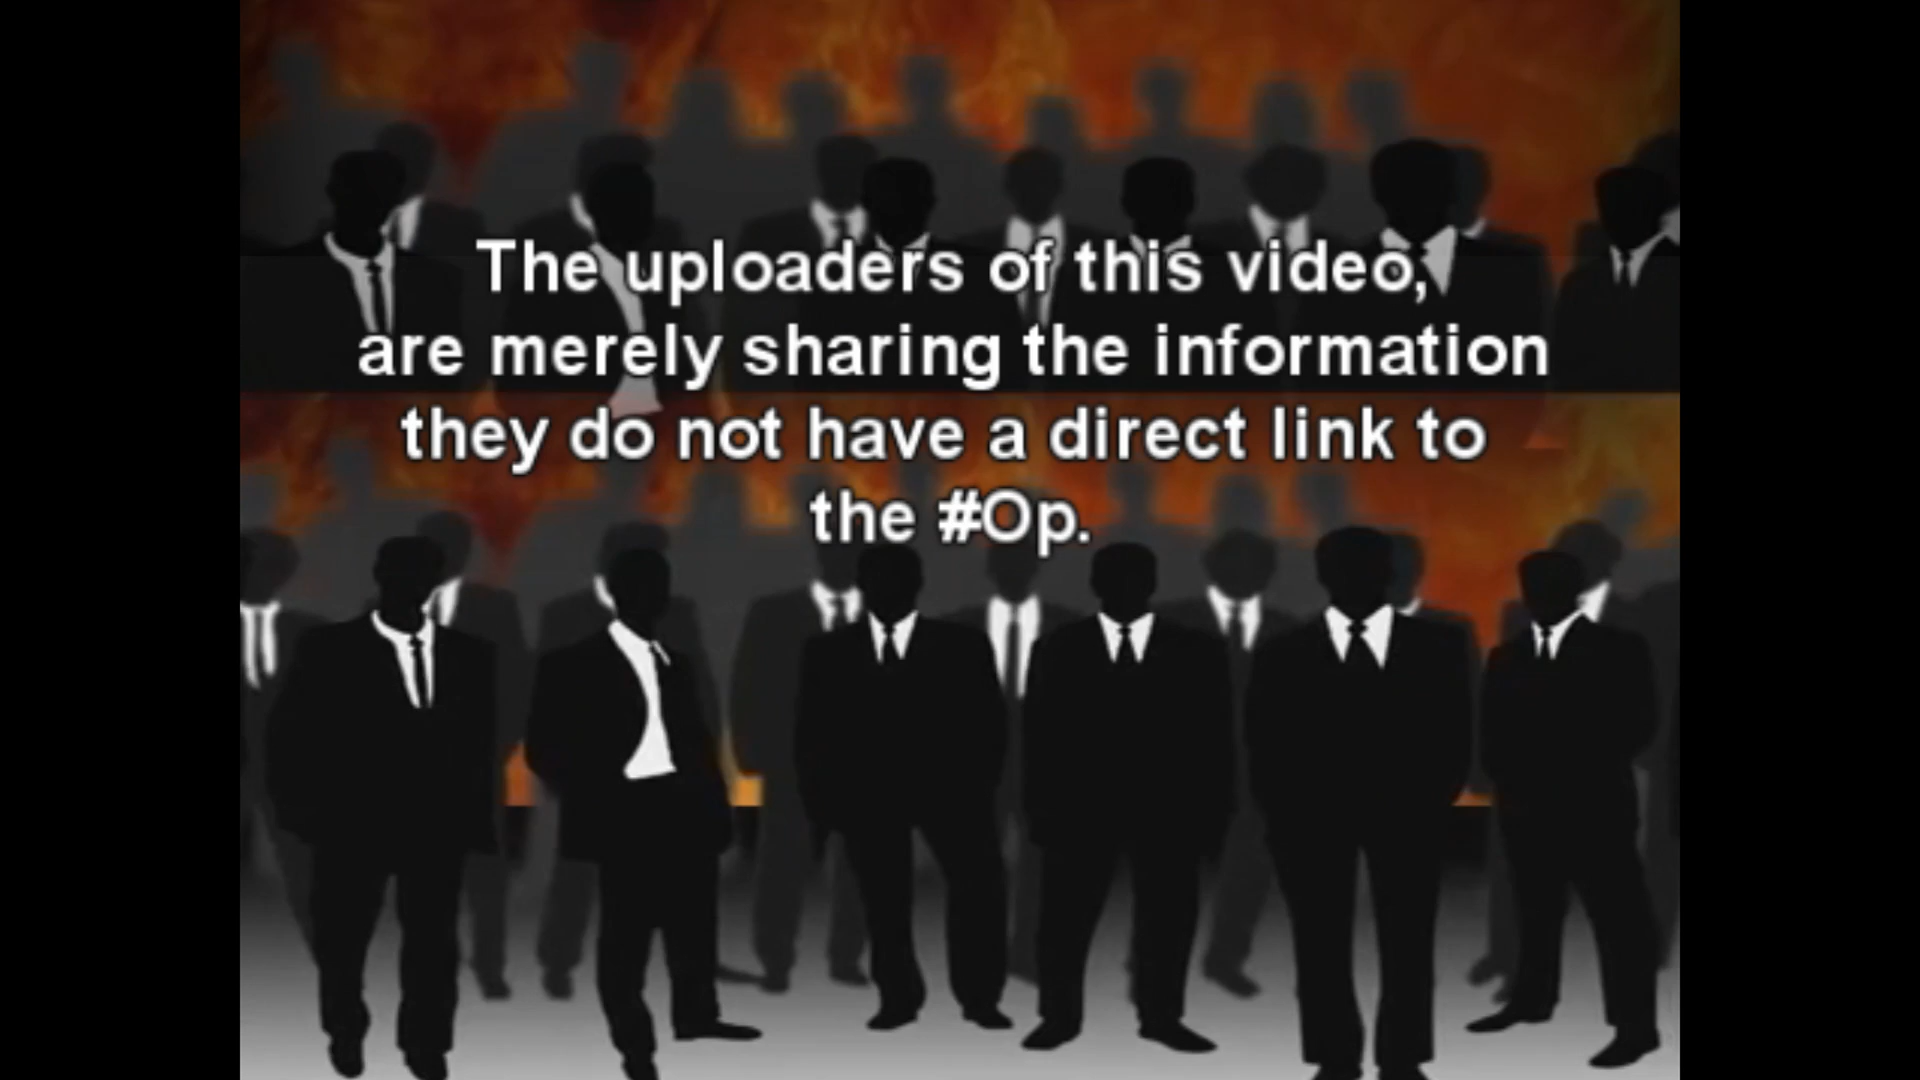 The uploaders of this video,
are merely sharing the information
they do not have a direct link to
the #Op.